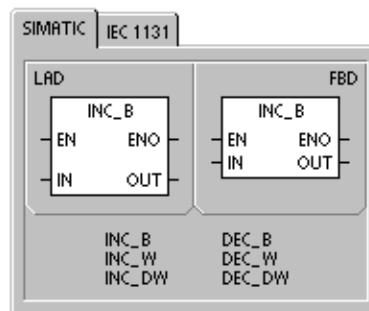 SIMATIC IEC 1131
LAD FBD
INC_B INC_B
EN ENO EN ENO
IN OUT IN OUT
INC_B DEC_B
INC_W DEC_W
INC_DW DEC_DW